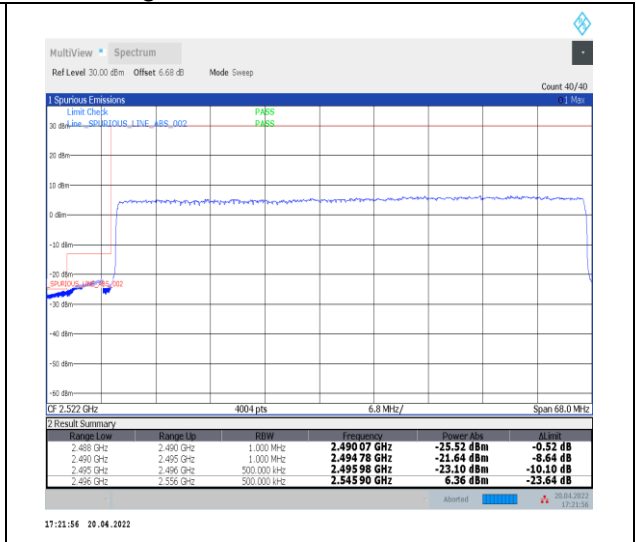 MultiView Spectrum
Ref Level 30.00 dBm Offset 6.68 dB Mode Sweep
Count 40/40
1 Spurious Emissions 1 Max
Limit Check PASS
Line _SPURIOUS_LINE_ABS_002 PASS
30 dBm
20 dBm
10 dBm
0 dBm
-10 dBm
-20 dBm
_SPURIOUS_LINE_ABS_002
-30 dBm
-40 dBm
-50 dBm
-60 dBm
CF 2.522 GHz 4004 pts 6.8 MHz/ Span 68.0 MHz
2 Result Summary
Range Low Range Up RBW Frequency Power Abs ΔLimit
2.488 GHz 2.490 GHz 1.000 MHz 2.490 07 GHz -25.52 dBm -0.52 dB
2.490 GHz 2.495 GHz 1.000 MHz 2.494 78 GHz -21.64 dBm -8.64 dB
2.495 GHz 2.496 GHz 500.000 kHz 2.495 98 GHz -23.10 dBm -10.10 dB
2.496 GHz 2.556 GHz 500.000 kHz 2.545 90 GHz 6.36 dBm -23.64 dB
Aborted 20.04.2022
17:21:56
17:21:56 20.04.2022